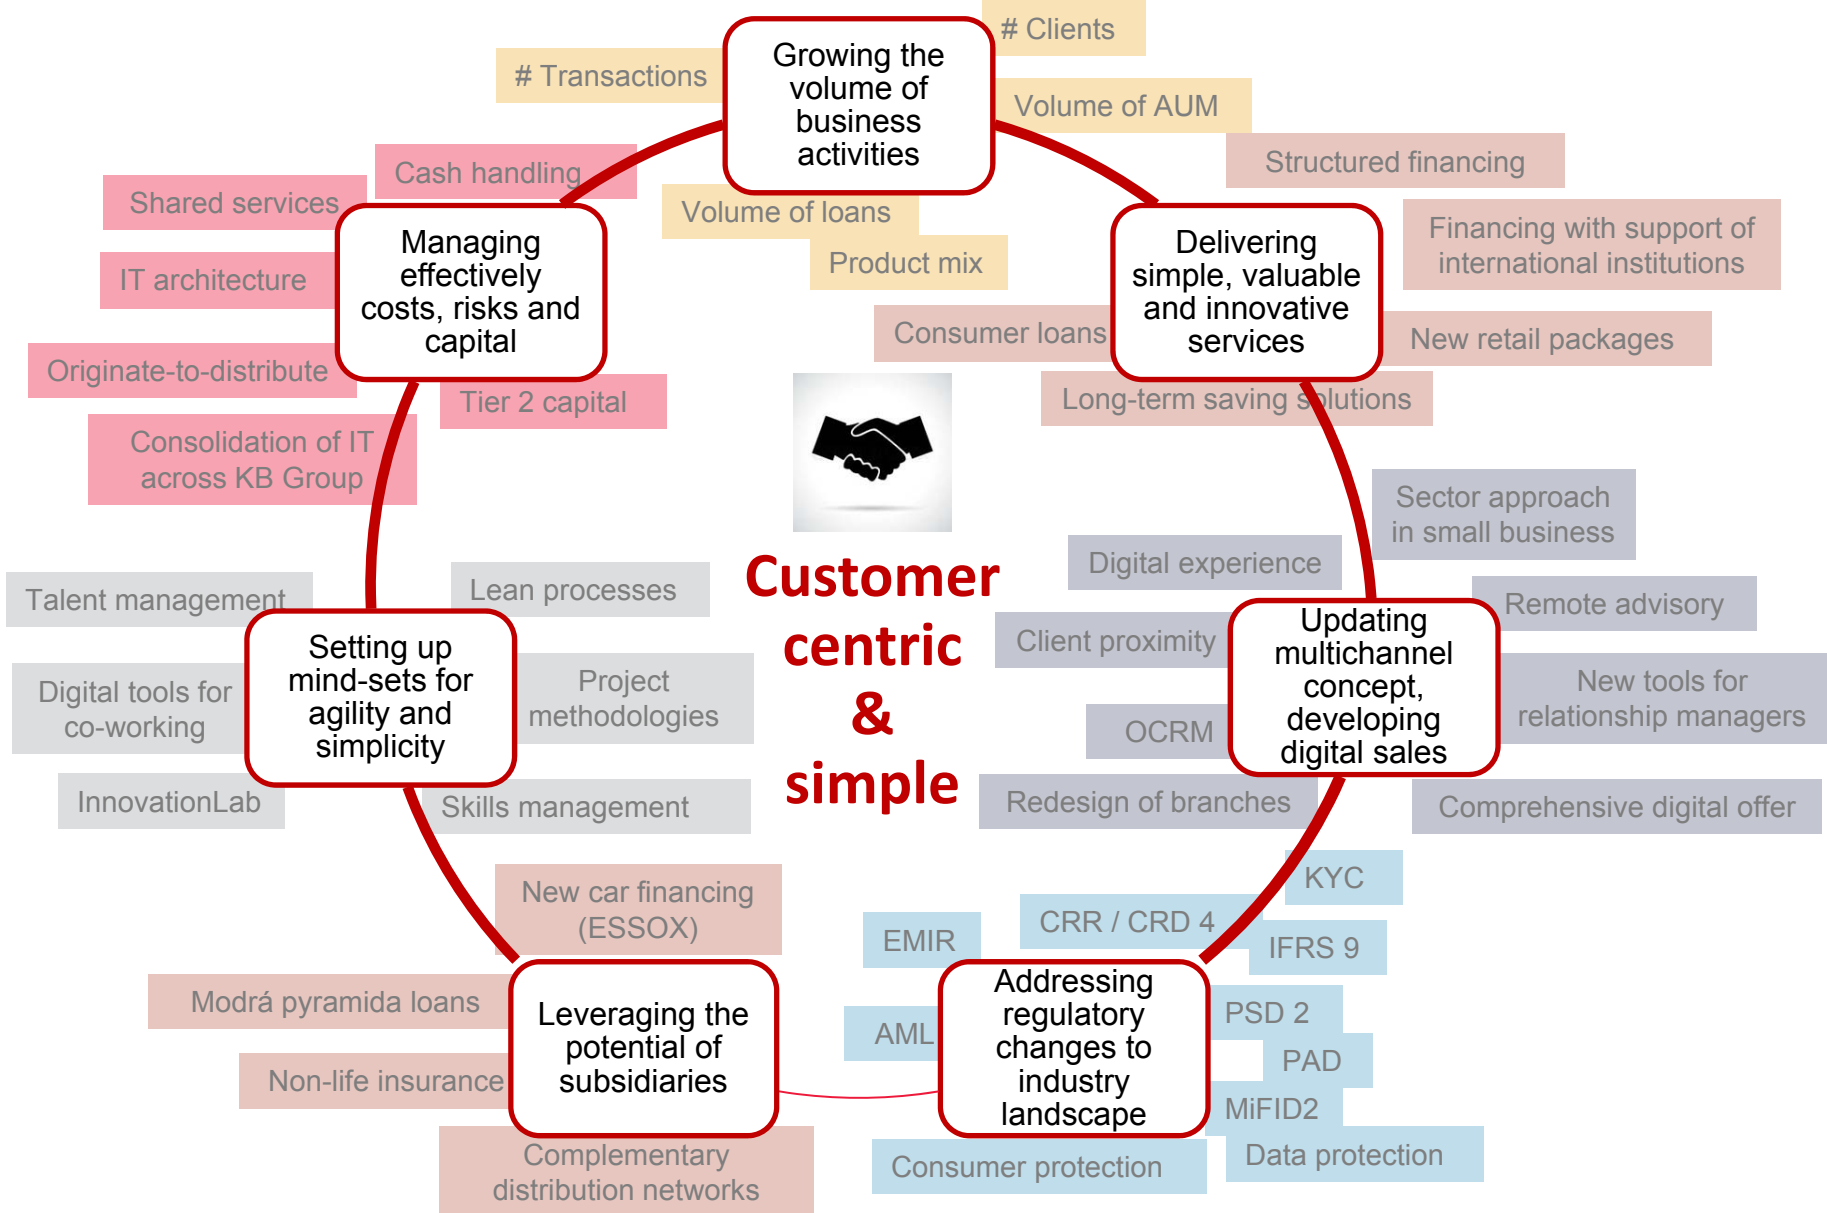 # Clients
# Transactions
Growing the
volume of
business
activities
Volume of AUM
Volume of loans
Product mix
Structured financing
Financing with support of
international institutions
Delivering
simple, valuable
and innovative
services
Consumer loans
New retail packages
Long-term saving solutions
Cash handling
Shared services
IT architecture
Managing
effectively
costs, risks and
capital
Originate-to-distribute
Tier 2 capital
Consolidation of IT
across KB Group
Customer
centric
&
simple
Sector approach
in small business
Digital experience
Remote advisory
Client proximity
Updating
multichannel
concept,
developing
digital sales
New tools for
relationship managers
OCRM
Redesign of branches
Comprehensive digital offer
Talent management
Lean processes
Setting up
mind-sets for
agility and
simplicity
Digital tools for
co-working
Project
methodologies
InnovationLab
Skills management
New car financing
(ESSOX)
Modrá pyramida loans
Leveraging the
potential of
subsidiaries
Non-life insurance
Complementary
distribution networks
KYC
CRR / CRD 4
EMIR
IFRS 9
Addressing
regulatory
changes to
industry
landscape
AML
PSD 2
PAD
MiFID2
Data protection
Consumer protection